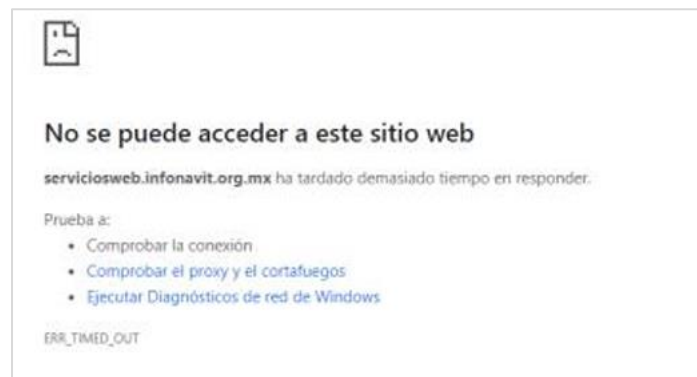 No se puede acceder a este sitio web
serviciosweb.infonavit.org.mx ha tardado demasiado tiempo en responder.
Prueba a:
• Comprobar la conexión
• Comprobar el proxy y el cortafuegos
• Ejecutar Diagnósticos de red de Windows
ERR_TIMED_OUT